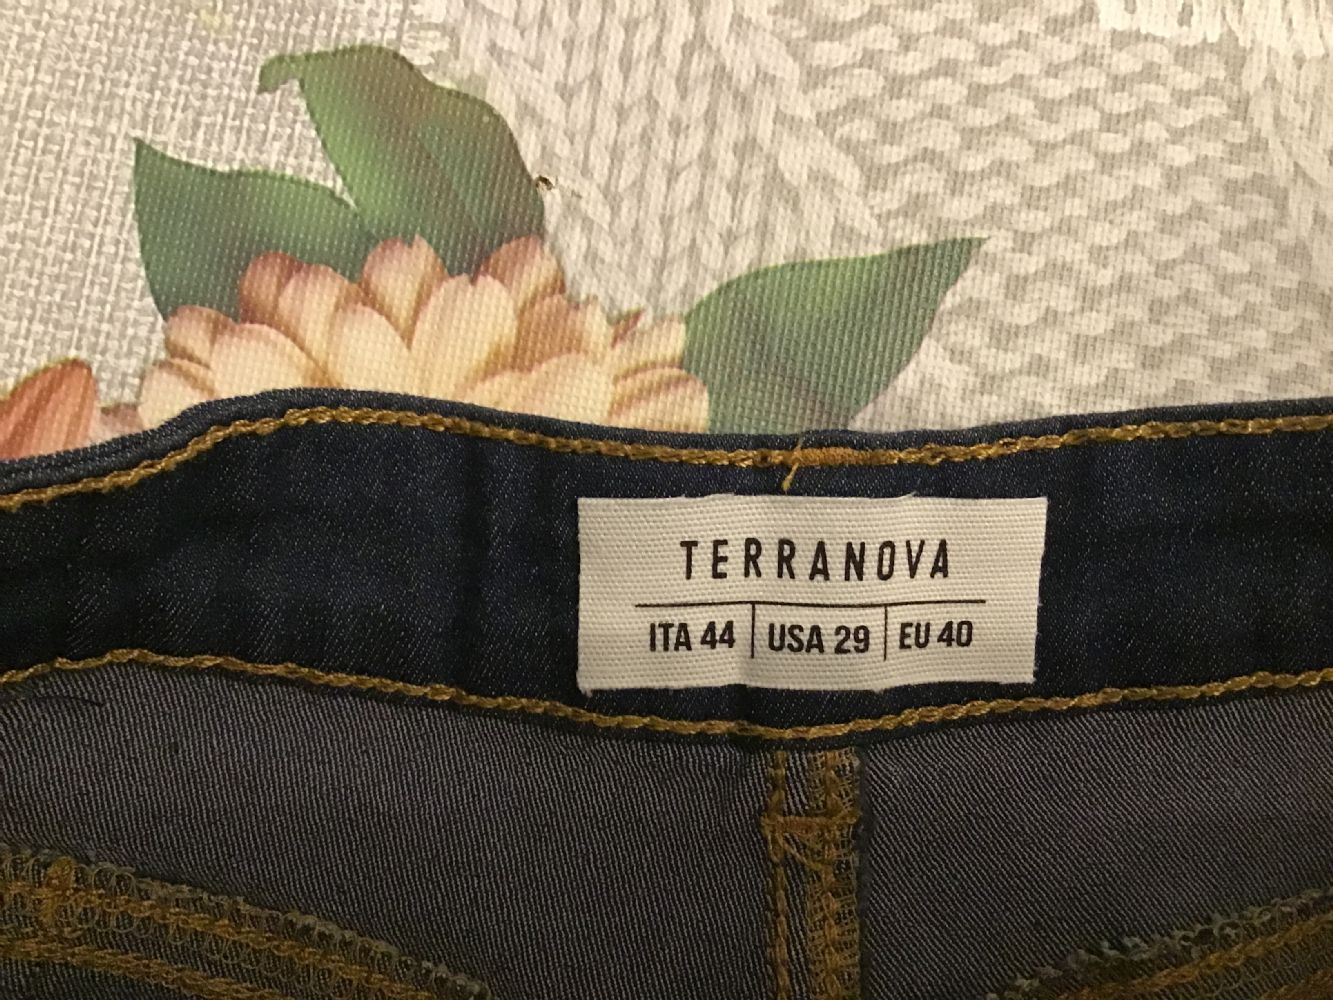 TERRANOVA
ITA 44 | USA 29 | EU 40